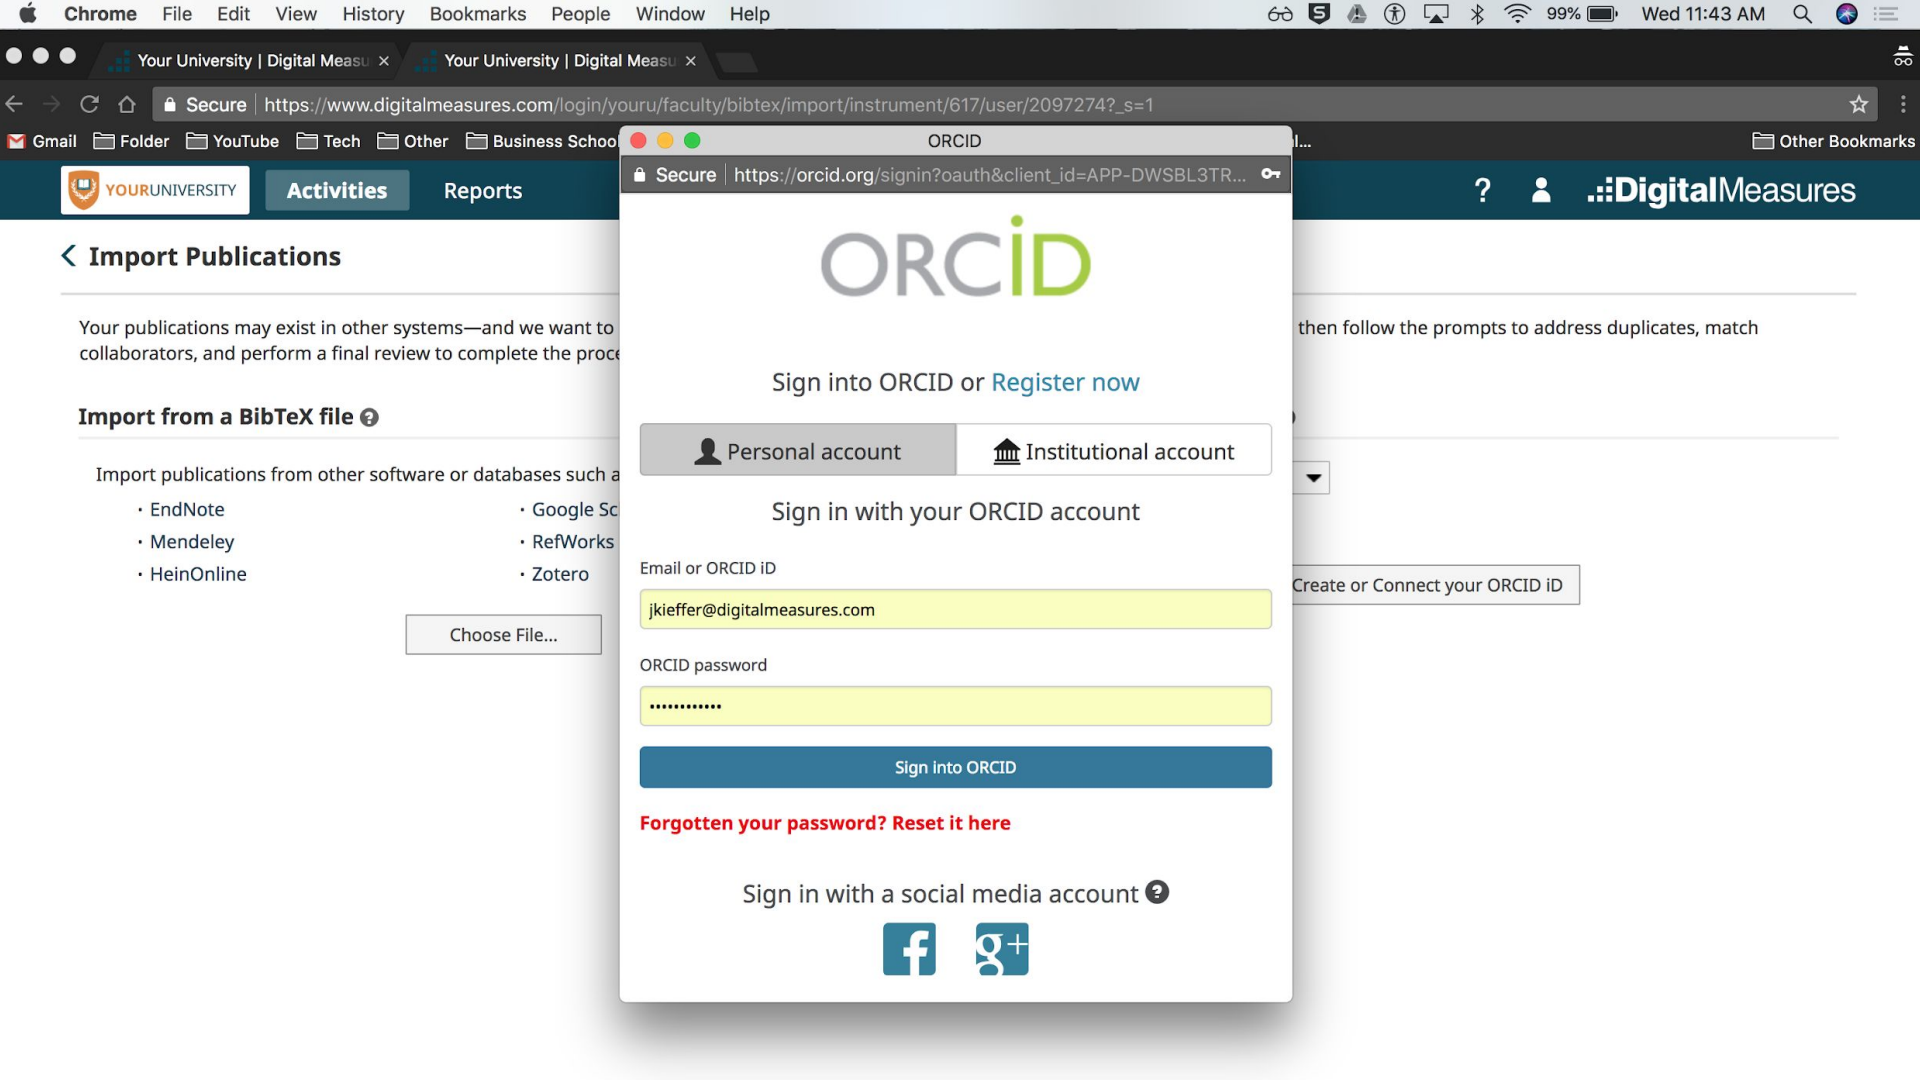 Chrome File Edit View History Bookmarks People Window Help 99% Wed 11:43 AM
Your University | Digital Measu × Your University | Digital Measu ×
Secure https://www.digitalmeasures.com/login/youru/faculty/bibtex/import/instrument/617/user/2097274?_s=1
Gmail Folder YouTube Tech Other Business School l... Other Bookmarks
ORCID
Secure https://orcid.org/signin?oauth&client_id=APP-DWSBL3TR...
YOURUNIVERSITY Activities Reports ? DigitalMeasures
ORCiD
Import Publications
Your publications may exist in other systems—and we want to then follow the prompts to address duplicates, match
collaborators, and perform a final review to complete the proce
Sign into ORCID or Register now
Import from a BibTeX file ?
Personal account Institutional account
Import publications from other software or databases such a
Sign in with your ORCID account
· EndNote · Google Sc
· Mendeley · RefWorks
· HeinOnline · Zotero
Email or ORCID iD
jkieffer@digitalmeasures.com
Create or Connect your ORCID iD
Choose File...
ORCID password
••••••••••••
Sign into ORCID
Forgotten your password? Reset it here
Sign in with a social media account ?
f g+